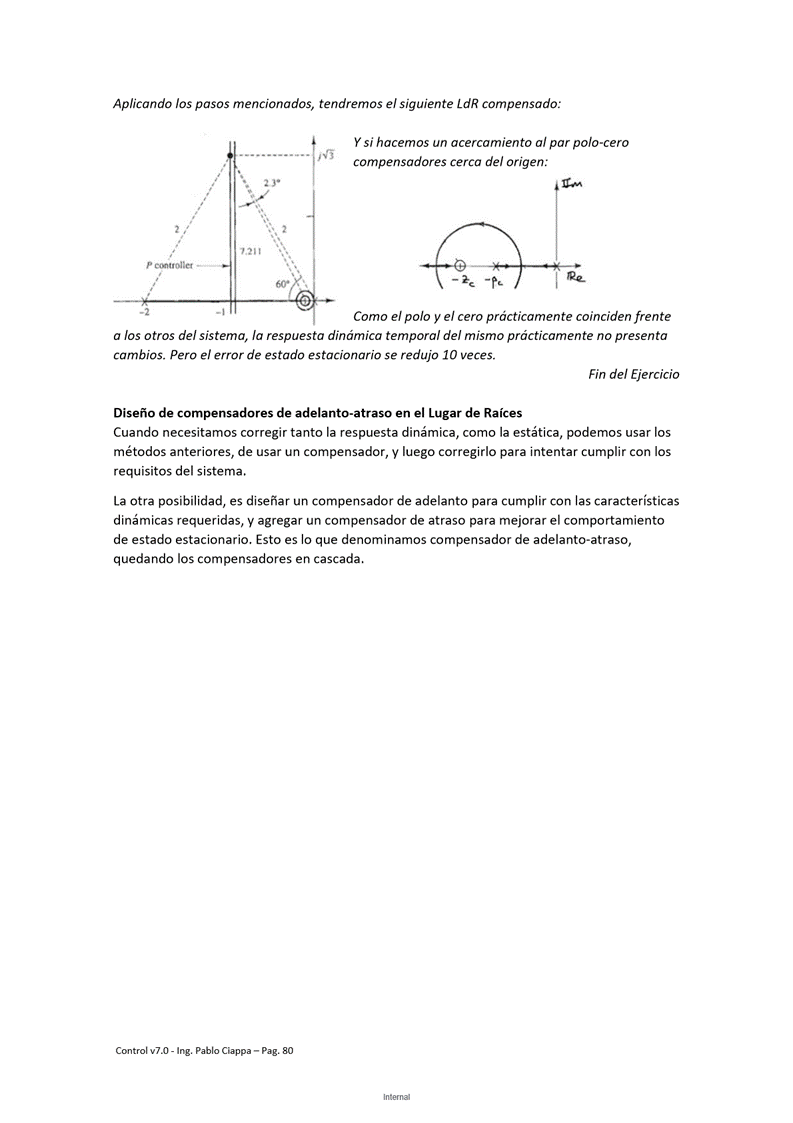 Aplicando los pasos mencionados, tendremos el siguiente LdR compensado:
Y si hacemos un acercamiento al par polo-cero
compensadores cerca del origen:
j√3
2.3°
2
2
7.211
P controller
60°
-2
-1
IIm
-Zc -Pc
IRe
Como el polo y el cero prácticamente coinciden frente
a los otros del sistema, la respuesta dinámica temporal del mismo prácticamente no presenta
cambios. Pero el error de estado estacionario se redujo 10 veces.
Fin del Ejercicio
Diseño de compensadores de adelanto-atraso en el Lugar de Raíces
Cuando necesitamos corregir tanto la respuesta dinámica, como la estática, podemos usar los
métodos anteriores, de usar un compensador, y luego corregirlo para intentar cumplir con los
requisitos del sistema.
La otra posibilidad, es diseñar un compensador de adelanto para cumplir con las características
dinámicas requeridas, y agregar un compensador de atraso para mejorar el comportamiento
de estado estacionario. Esto es lo que denominamos compensador de adelanto-atraso,
quedando los compensadores en cascada.
Control v7.0 - Ing. Pablo Ciappa – Pag. 80
Internal